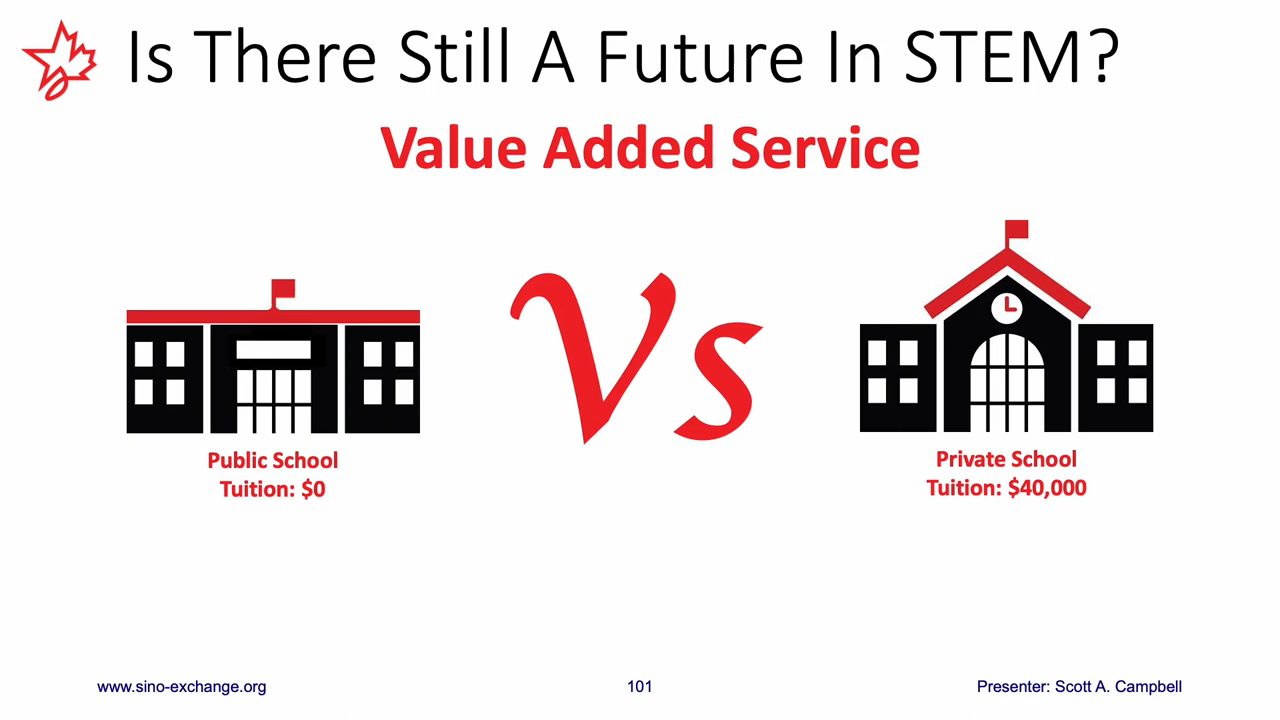 Is There Still A Future In STEM?
Value Added Service
Vs
Public School
Tuition: $0
Private School
Tuition: $40,000
www.sino-exchange.org
101
Presenter: Scott A. Campbell